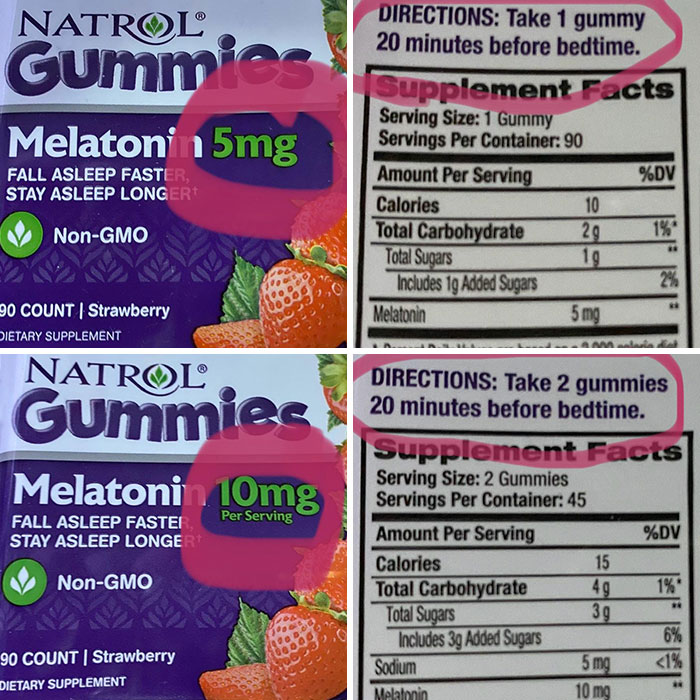 NATROL®
Gummies
Melatonin 5mg
FALL ASLEEP FASTER,
STAY ASLEEP LONGER†
Non-GMO
90 COUNT | Strawberry
DIETARY SUPPLEMENT
DIRECTIONS: Take 1 gummy
20 minutes before bedtime.
Supplement Facts
Serving Size: 1 Gummy
Servings Per Container: 90
Amount Per Serving %DV
Calories 10
Total Carbohydrate 2 g 1%*
Total Sugars 1 g **
Includes 1g Added Sugars 2%
Melatonin 5 mg **
NATROL®
Gummies
Melatonin 10mg
Per Serving
FALL ASLEEP FASTER,
STAY ASLEEP LONGER†
Non-GMO
90 COUNT | Strawberry
DIETARY SUPPLEMENT
DIRECTIONS: Take 2 gummies
20 minutes before bedtime.
Supplement Facts
Serving Size: 2 Gummies
Servings Per Container: 45
Amount Per Serving %DV
Calories 15
Total Carbohydrate 4 g 1%*
Total Sugars 3 g **
Includes 3g Added Sugars 6%
Sodium 5 mg <1%
Melatonin 10 mg **